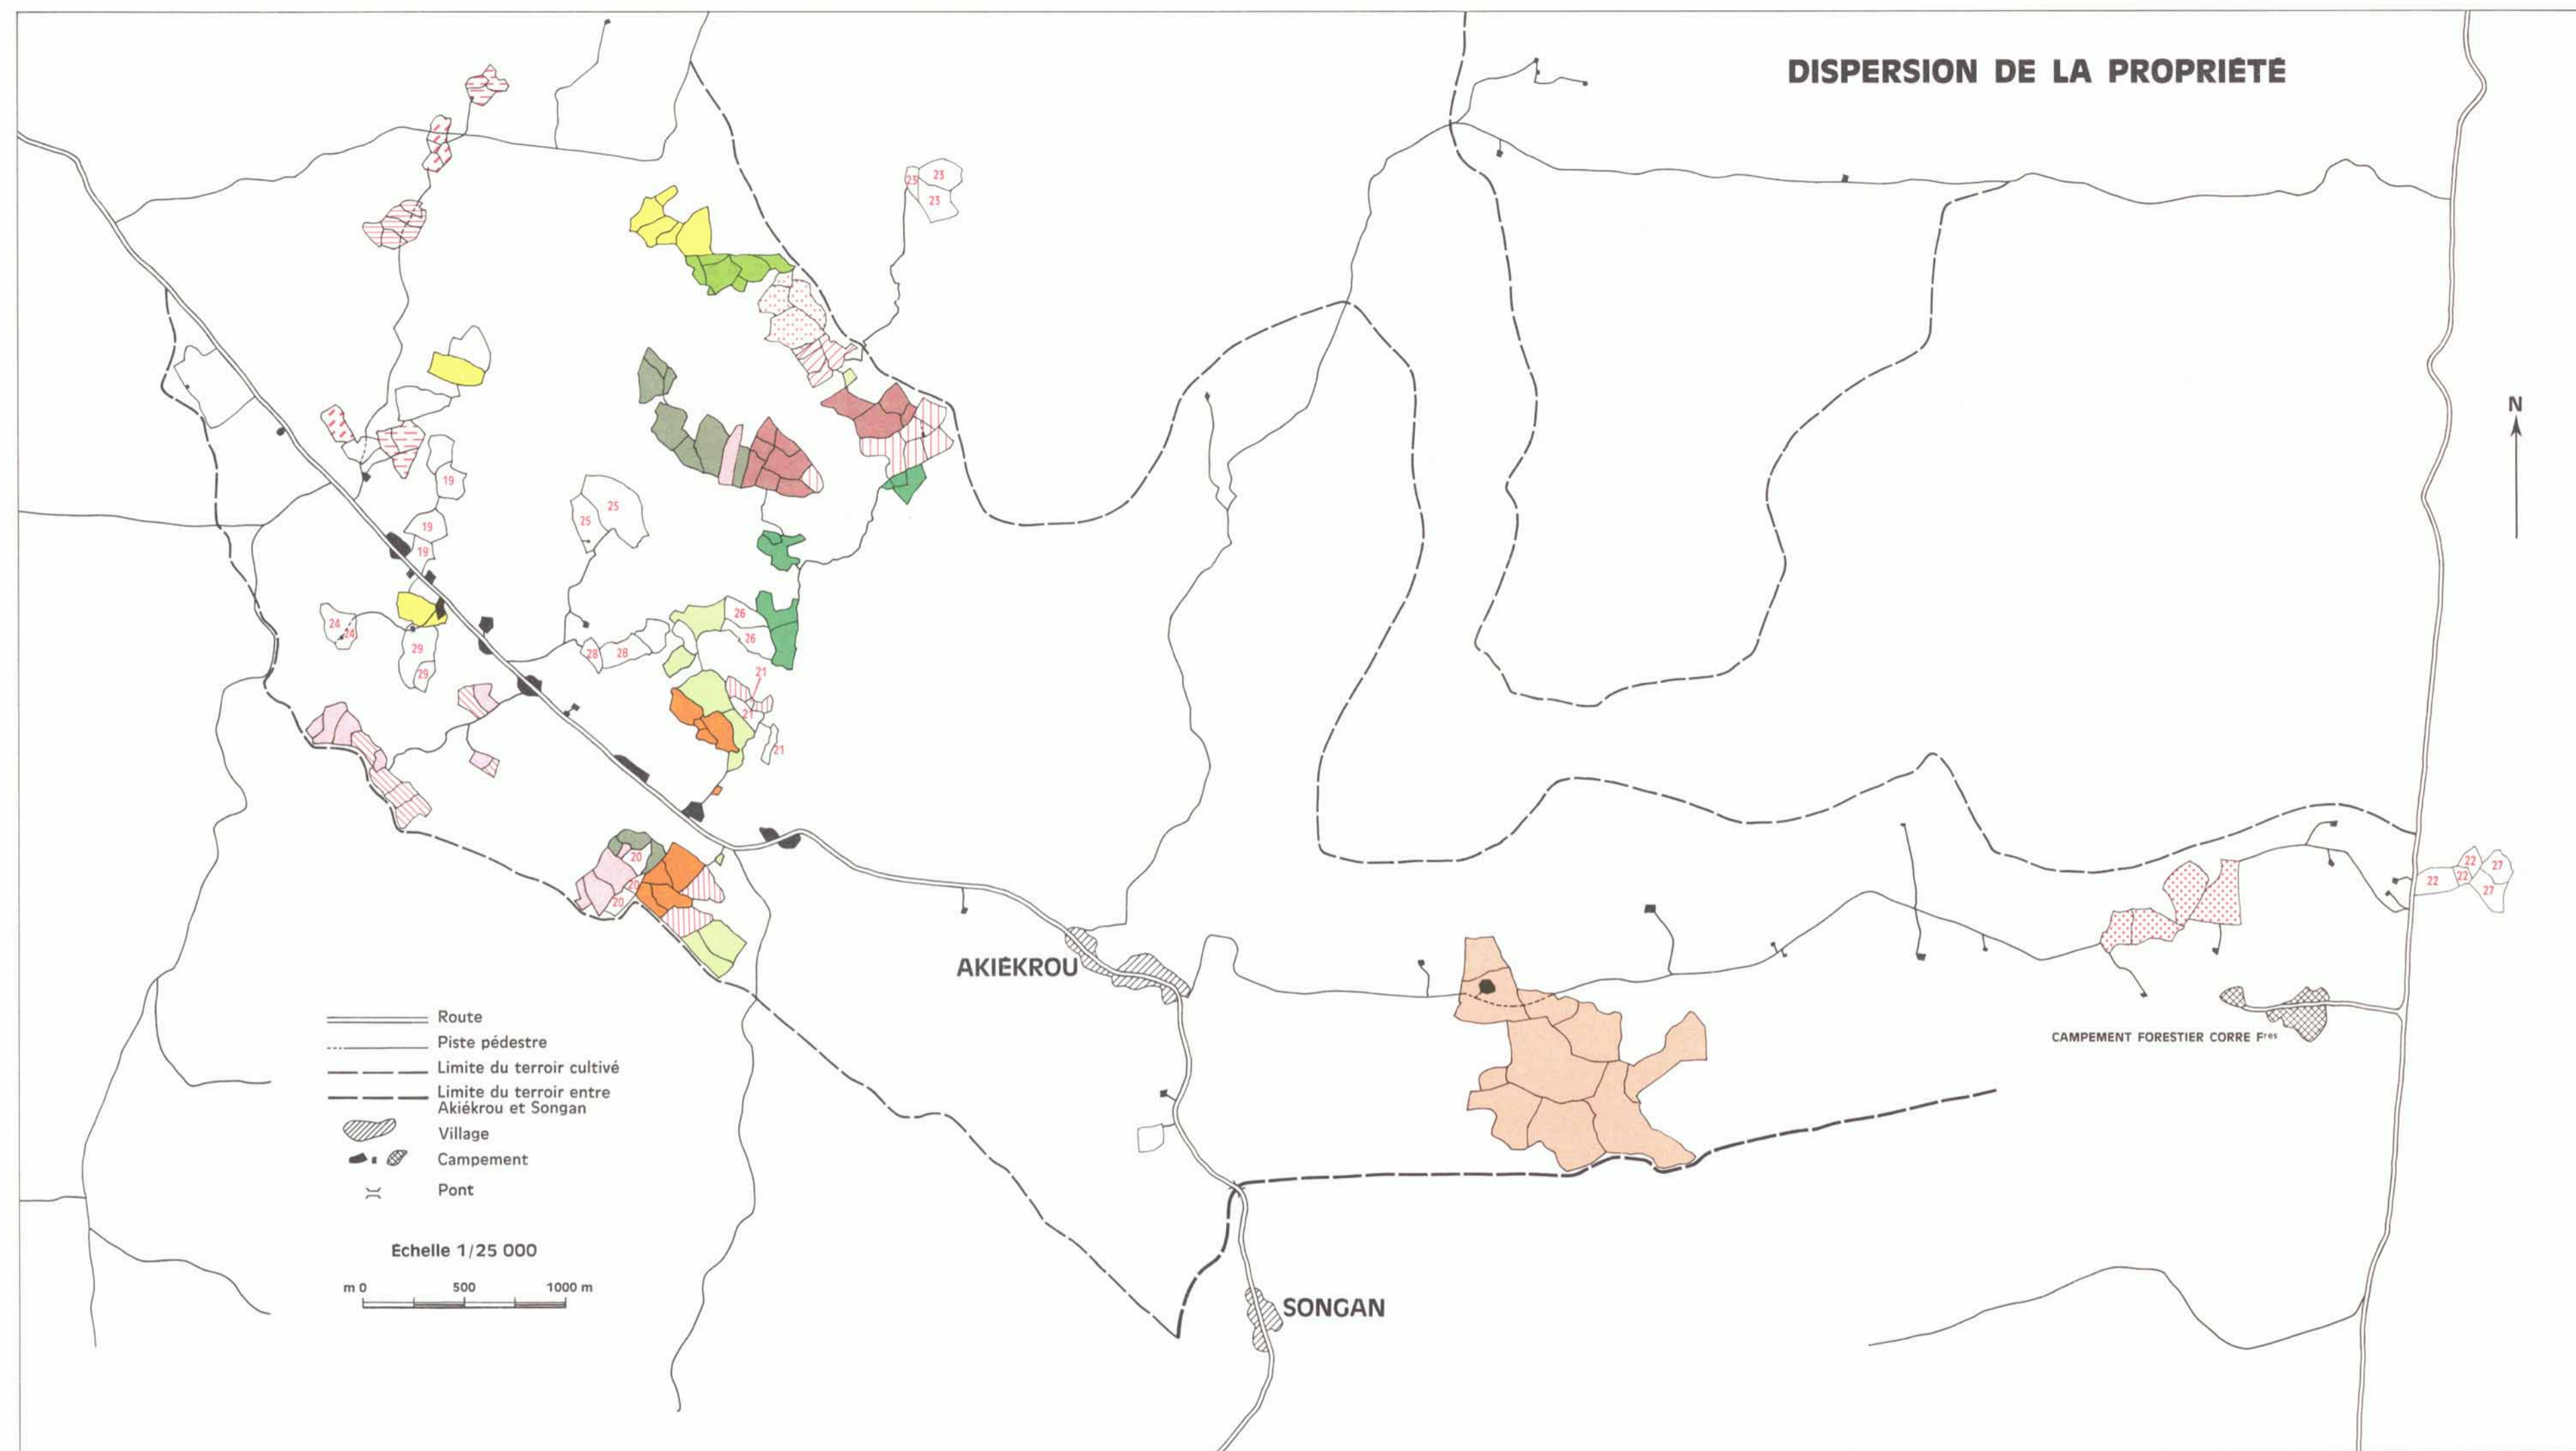 DISPERSION DE LA PROPRIÉTÉ
23
23
23
N
19
25
25
19
19
26
24
24
26
28
28
29
21
29
21
21
20
22
27
22
22
27
20
20
AKIÉKROU
Route
Piste pédestre
CAMPEMENT FORESTIER CORRE Fres
Limite du terroir cultivé
Limite du terroir entre
Akiékrou et Songan
Village
Campement
Pont
Echelle 1/25 000
m 0 500 1000 m
SONGAN